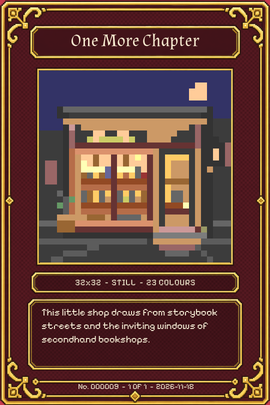 One More Chapter
32x32 - STILL - 23 COLOURS
This little shop draws from storybook
streets and the inviting windows of
secondhand bookshops.
No. 000009 - 1 OF 1 - 2026-11-18